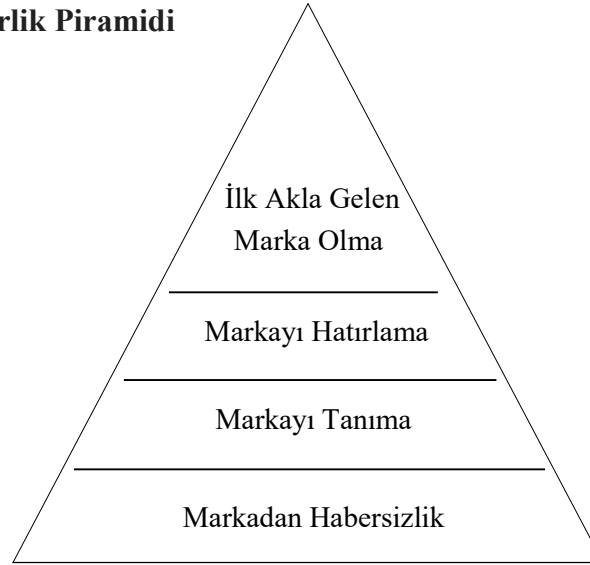 rlik Piramidi
İlk Akla Gelen
Marka Olma
Markayı Hatırlama
Markayı Tanıma
Markadan Habersizlik